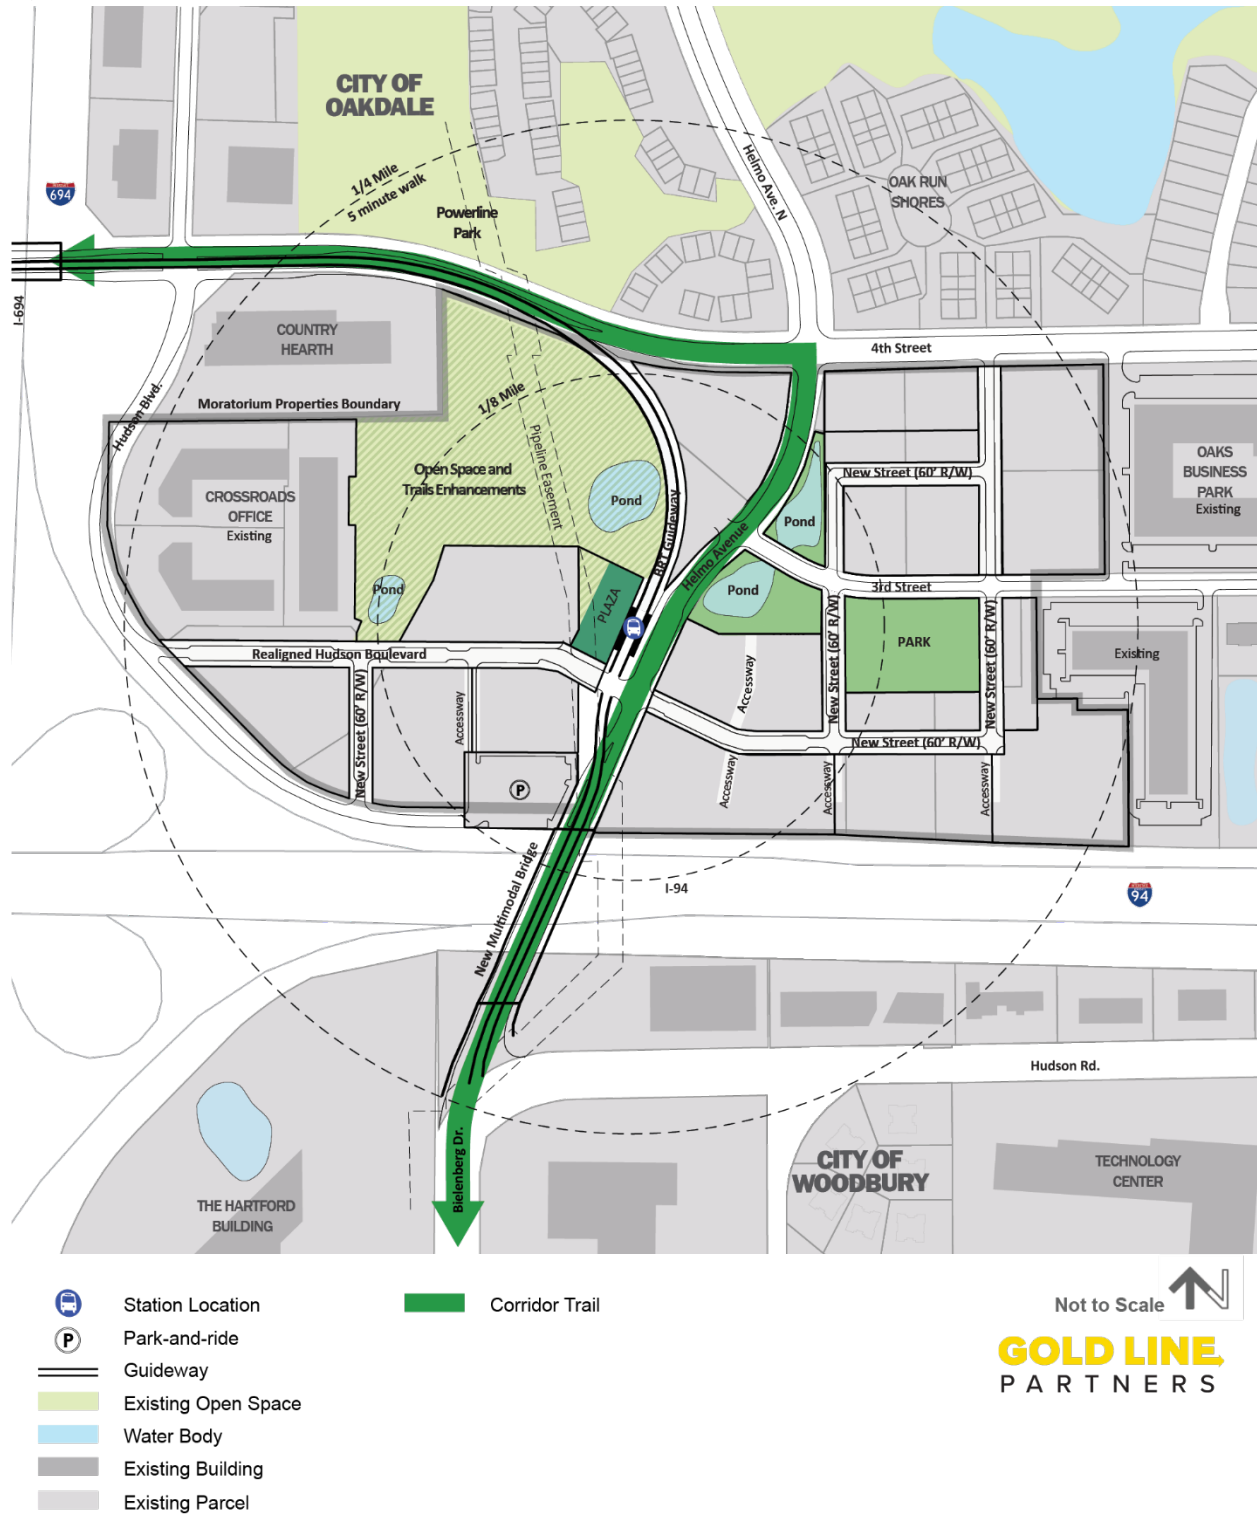 CITY OF
OAKDALE
INTERSTATE
694
1/4 Mile
5 minute walk
Powerline
Park
Helmo Ave. N
OAK RUN
SHORES
I-694
COUNTRY
HEARTH
4th Street
Hudson Blvd.
Moratorium Properties Boundary
1/8 Mile
Pipeline Easement
Open Space and
Trails Enhancements
Pond
New Street (60' R/W)
OAKS
BUSINESS
PARK
Existing
CROSSROADS
OFFICE
Existing
Pond
BRT Guideway
Helmo Avenue
Pond
Pond
3rd Street
PLAZA
PARK
Existing
Realigned Hudson Boulevard
New Street (60' R/W)
New Street (60' R/W)
New Street (60' R/W)
Accessway
Accessway
New Street (60' R/W)
P
Accessway
Accessway
Accessway
New Multimodal Bridge
I-94
INTERSTATE
94
Hudson Rd.
Bielenberg Dr.
CITY OF
WOODBURY
TECHNOLOGY
CENTER
THE HARTFORD
BUILDING
Station Location
Corridor Trail
Not to Scale
N
P
Park-and-ride
Guideway
Existing Open Space
Water Body
Existing Building
Existing Parcel
GOLD LINE
PARTNERS